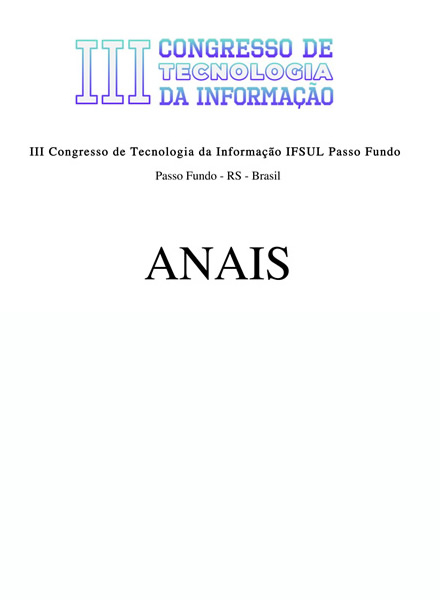 III CONGRESSO DE
TECNOLOGIA
DA INFORMAÇÃO
III Congresso de Tecnologia da Informação IFSUL Passo Fundo
Passo Fundo - RS - Brasil
ANAIS